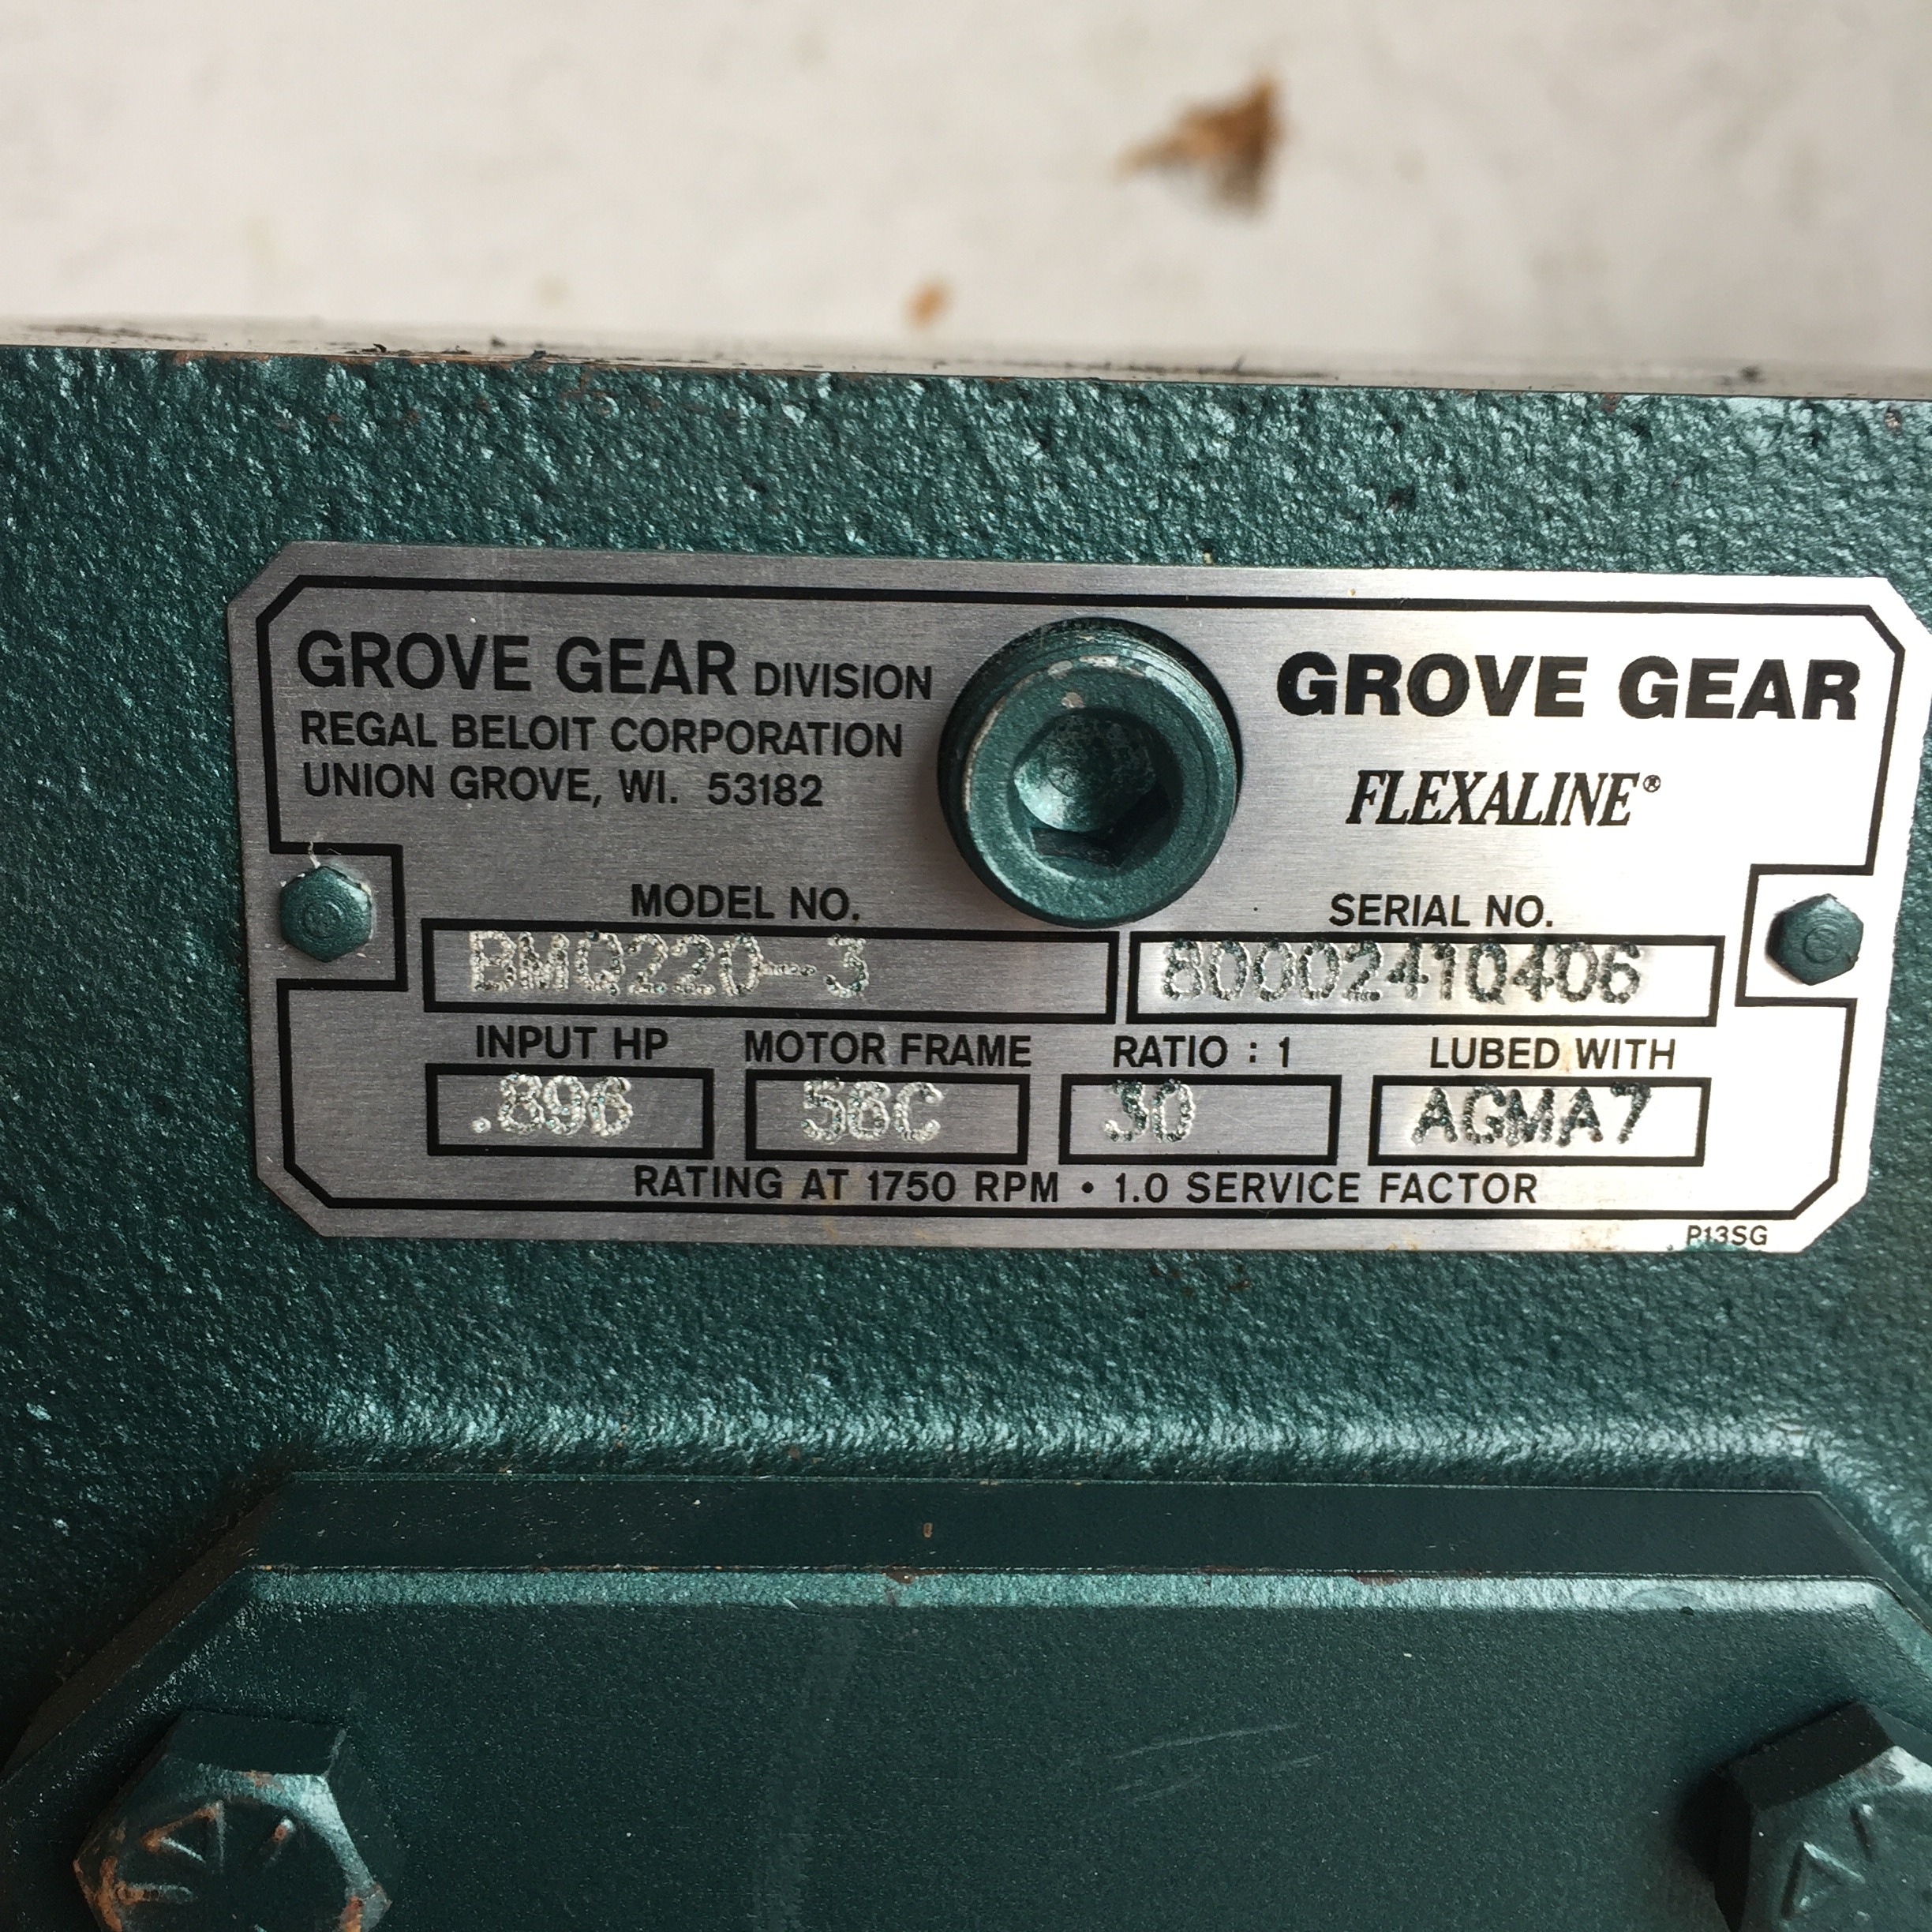 GROVE GEAR DIVISION
REGAL BELOIT CORPORATION
UNION GROVE, WI. 53182
GROVE GEAR
FLEXALINE®
MODEL NO.
BMQ220-3
SERIAL NO.
80002410406
INPUT HP
.896
MOTOR FRAME
56C
RATIO : 1
30
LUBED WITH
AGMA7
RATING AT 1750 RPM • 1.0 SERVICE FACTOR
P13SG